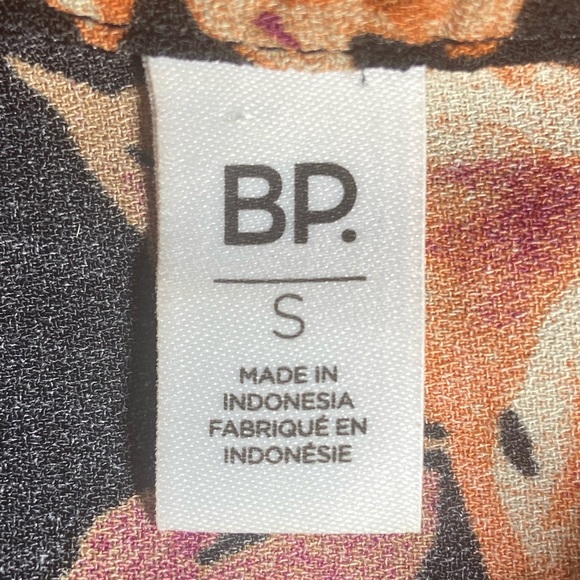 BP.
S
MADE IN
INDONESIA
FABRIQUÉ EN
INDONÉSIE